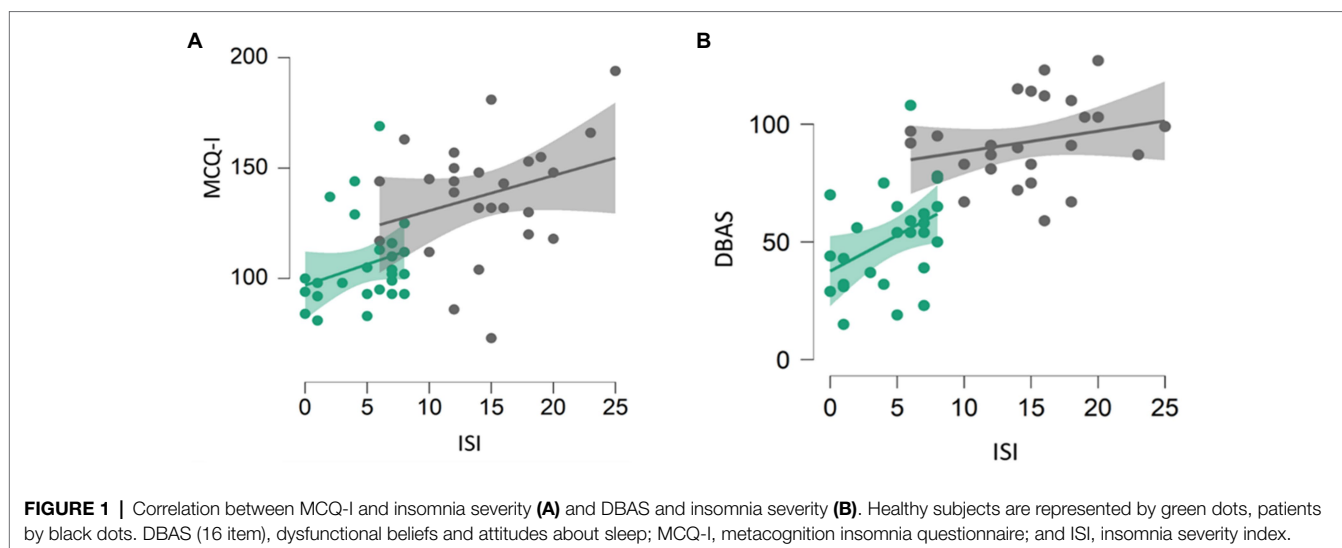 A
B
200
150
100
MCQ-I
0 5 10 15 20 25
ISI
100
50
0
DBAS
0 5 10 15 20 25
ISI
FIGURE 1 | Correlation between MCQ-I and insomnia severity (A) and DBAS and insomnia severity (B). Healthy subjects are represented by green dots, patients
by black dots. DBAS (16 item), dysfunctional beliefs and attitudes about sleep; MCQ-I, metacognition insomnia questionnaire; and ISI, insomnia severity index.